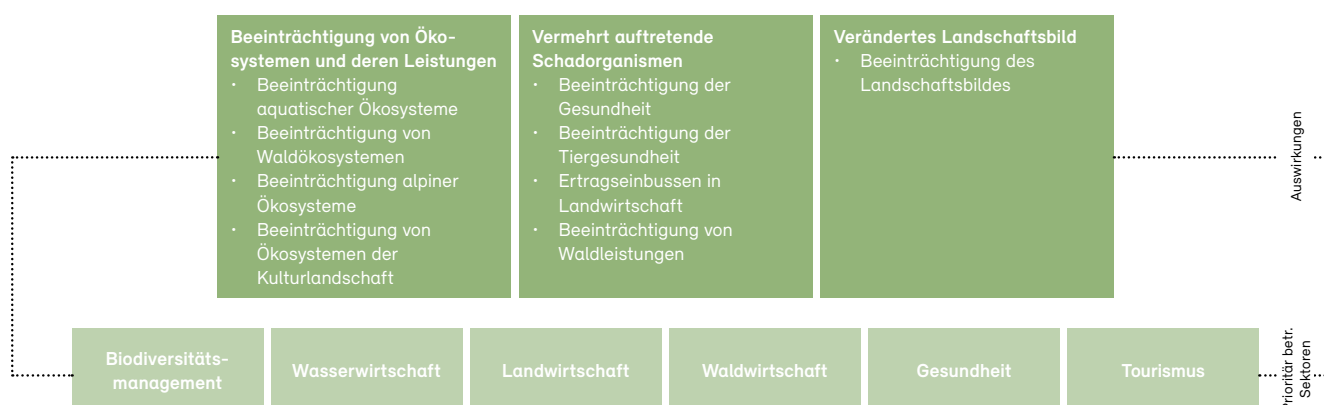 Beeinträchtigung von Öko-
systemen und deren Leistungen
· Beeinträchtigung
aquatischer Ökosysteme
· Beeinträchtigung von
Waldökosystemen
· Beeinträchtigung alpiner
Ökosysteme
· Beeinträchtigung von
Ökosystemen der
Kulturlandschaft
Vermehrt auftretende
Schadorganismen
· Beeinträchtigung der
Gesundheit
· Beeinträchtigung der
Tiergesundheit
· Ertragseinbussen in
Landwirtschaft
· Beeinträchtigung von
Waldleistungen
Verändertes Landschaftsbild
· Beeinträchtigung des
Landschaftsbildes
Auswirkungen
Biodiversitäts-
management
Wasserwirtschaft
Landwirtschaft
Waldwirtschaft
Gesundheit
Tourismus
Prioritär betr.
Sektoren